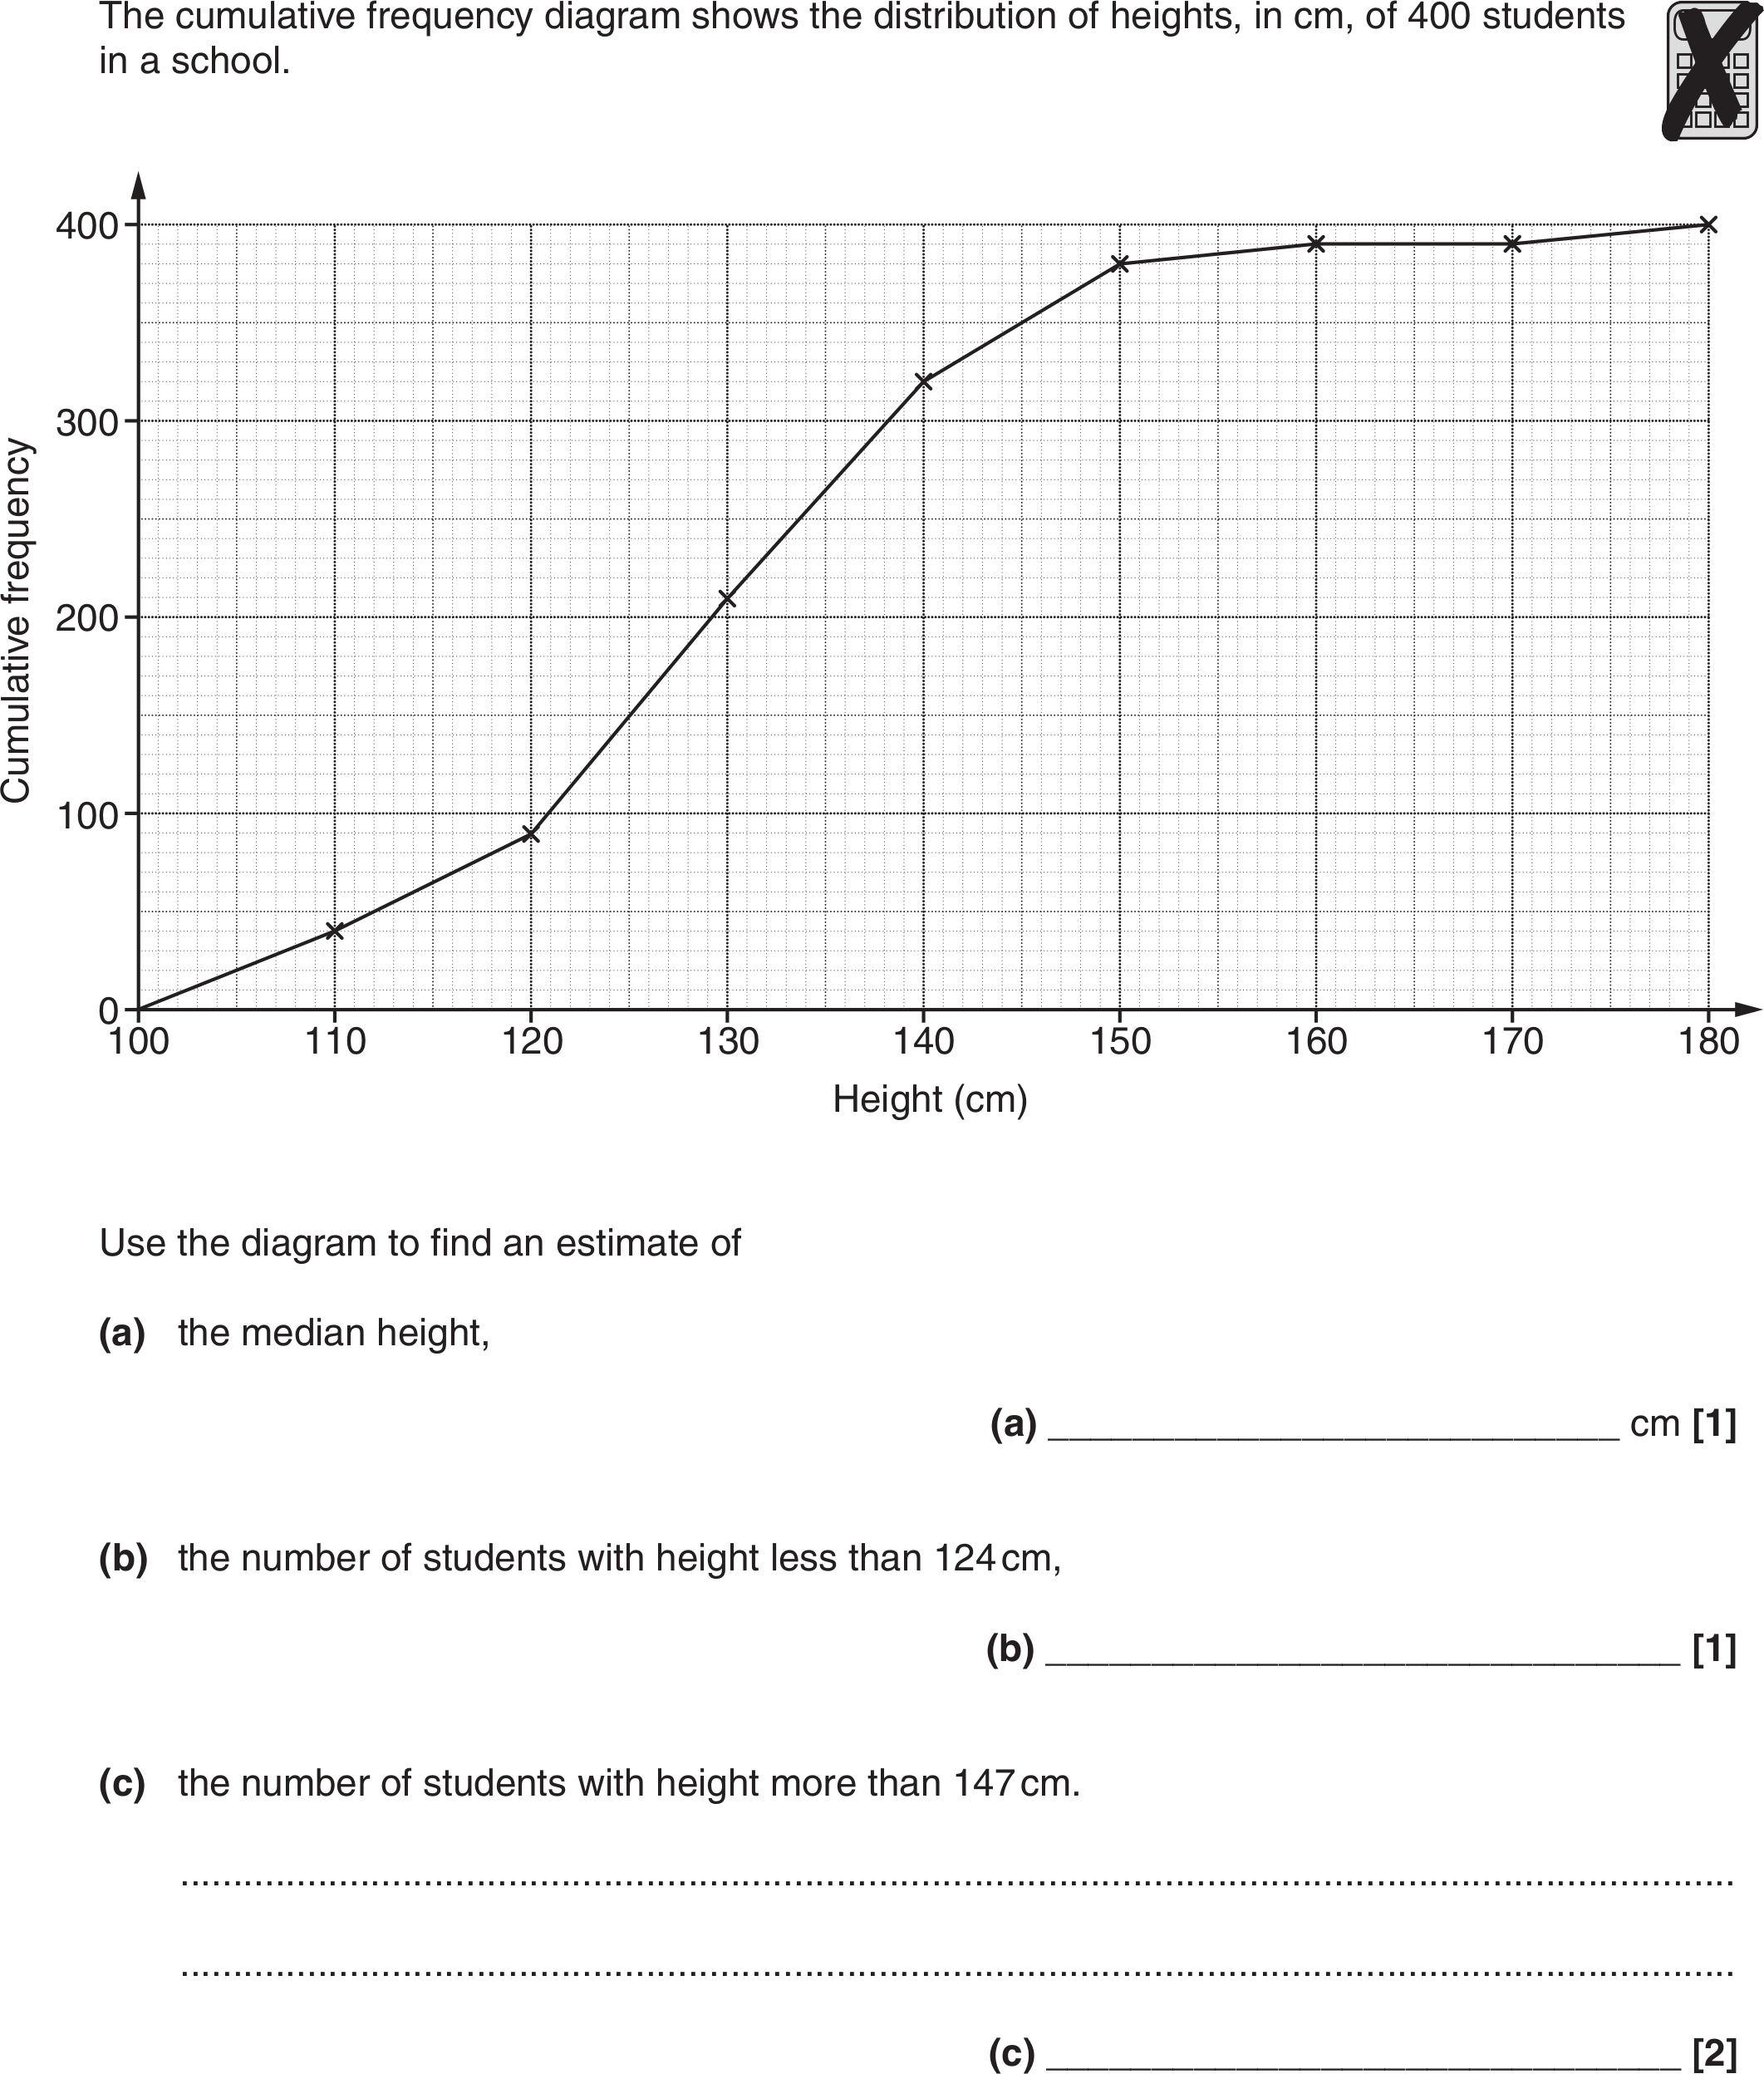 The cumulative frequency diagram shows the distribution of heights, in cm, of 400 students
in a school.
400
300
200
100
0
Cumulative frequency
100 110 120 130 140 150 160 170 180
Height (cm)
Use the diagram to find an estimate of
(a) the median height,
(a) ____________________________ cm [1]
(b) the number of students with height less than 124 cm,
(b) _______________________________ [1]
(c) the number of students with height more than 147 cm.
(c) _______________________________ [2]